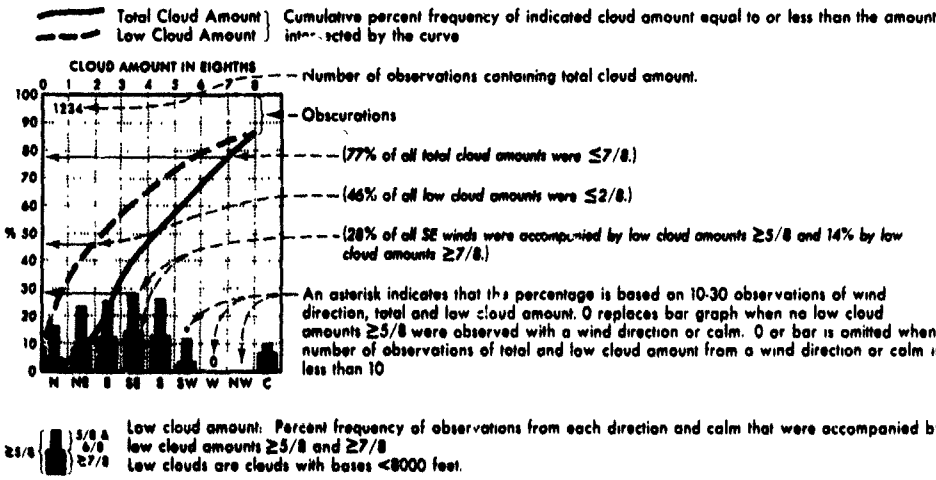 Total Cloud Amount
Low Cloud Amount
Cumulative percent frequency of indicated cloud amount equal to or less than the amount
by the curve
CLOUD AMOUNT IN EIGHTHS
0 1 2 3 4 5 6 7 8
Number of observations containing total cloud amount.
100
1234
90
Obscurations
80
(77% of all total cloud amounts were ≤7/8.)
70
(46% of all low cloud amounts were ≤2/8.)
60
% 50
(28% of all SE winds were accompanied by low cloud amounts ≥5/8 and 14% by low
cloud amounts ≥7/8.)
40
30
An asterisk indicates that the percentage is based on 10-30 observations of wind
direction, total and low cloud amount. 0 replaces bar graph when no low cloud
20
amounts ≥5/8 were observed with a wind direction or calm. 0 or bar is omitted when
10
number of observations of total and low cloud amount from a wind direction or calm
0
less than 10
0
N NE E SE S SW W NW C
≥5/8
5/8 &
6/8
≥7/8
Low cloud amount: Percent frequency of observations from each direction and calm that were accompanied
low cloud amounts ≥5/8 and ≥7/8
Low clouds are clouds with bases <8000 feet.